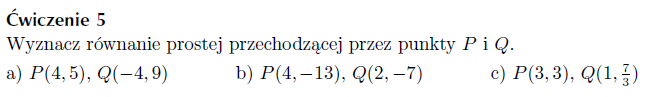 Ćwiczenie 5
Wyznacz równanie prostej przechodzącej przez punkty P i Q.
a) P(4, 5), Q(−4, 9) b) P(4, −13), Q(2, −7) c) P(3, 3), Q(1, 7/3)